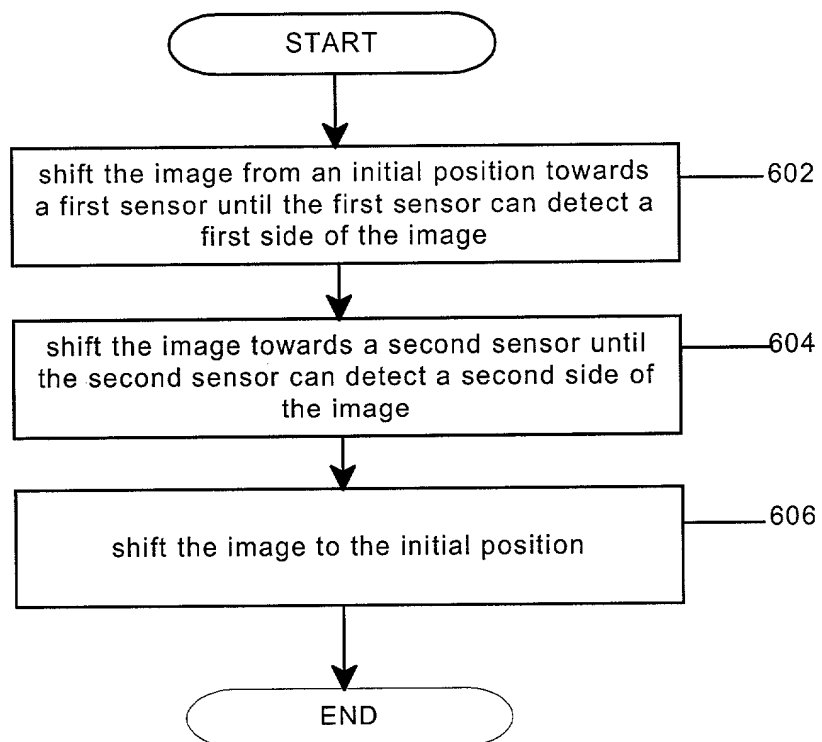 START
shift the image from an initial position towards
a first sensor until the first sensor can detect a
first side of the image
602
shift the image towards a second sensor until
the second sensor can detect a second side of
the image
604
shift the image to the initial position
606
END